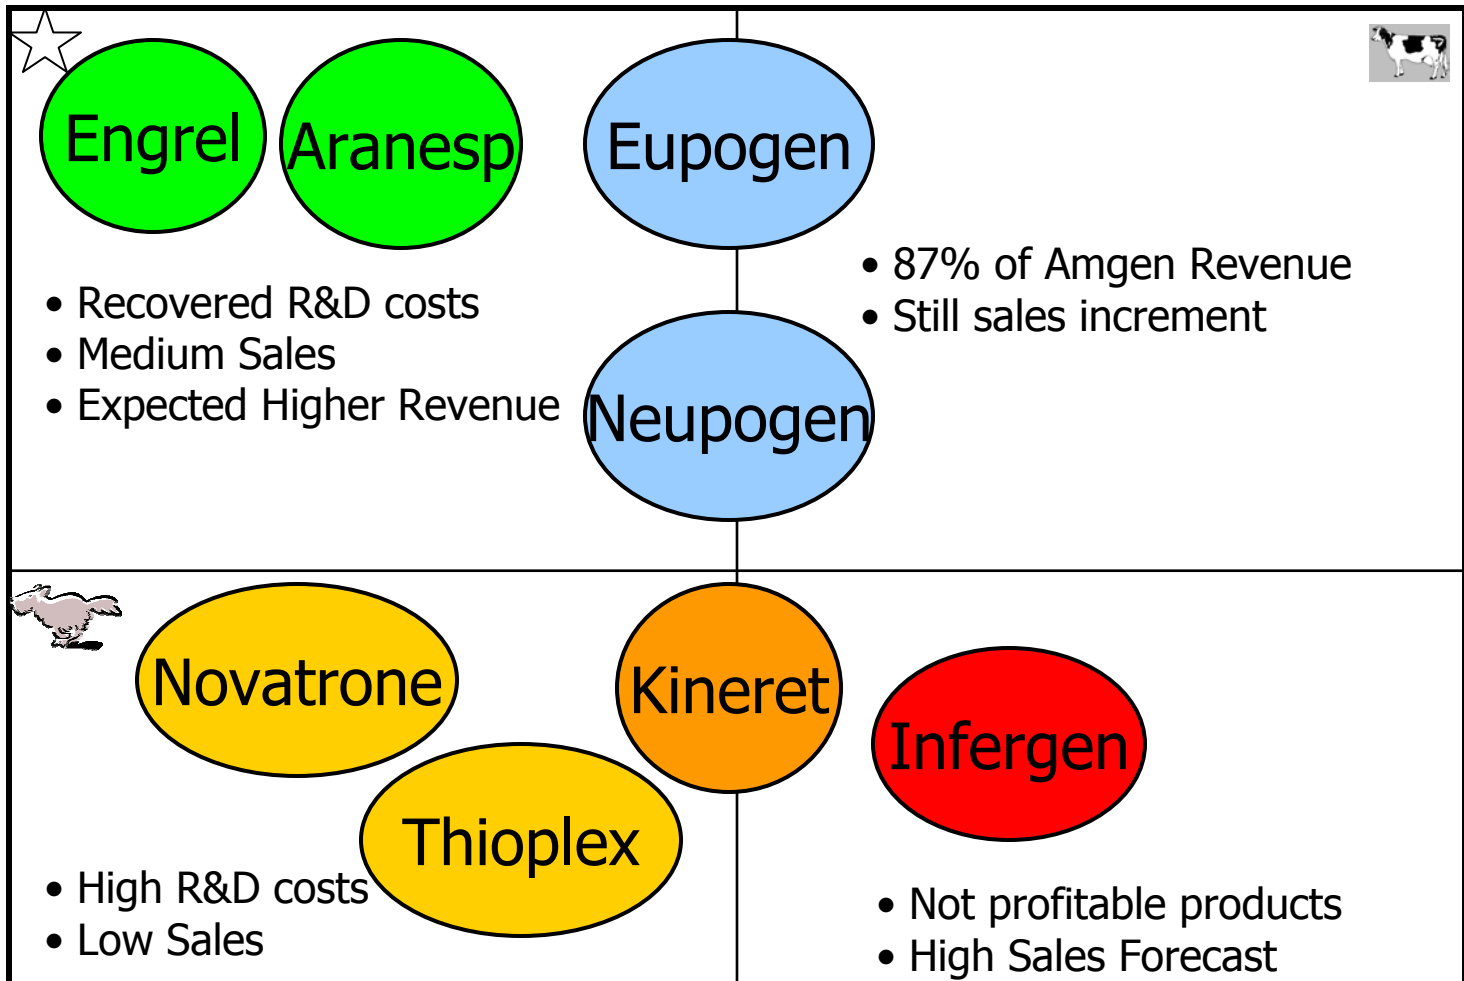 Engrel
Aranesp
Eupogen
• Recovered R&D costs
• Medium Sales
• Expected Higher Revenue
• 87% of Amgen Revenue
• Still sales increment
Neupogen
Novatrone
Kineret
Infergen
Thioplex
• High R&D costs
• Low Sales
• Not profitable products
• High Sales Forecast